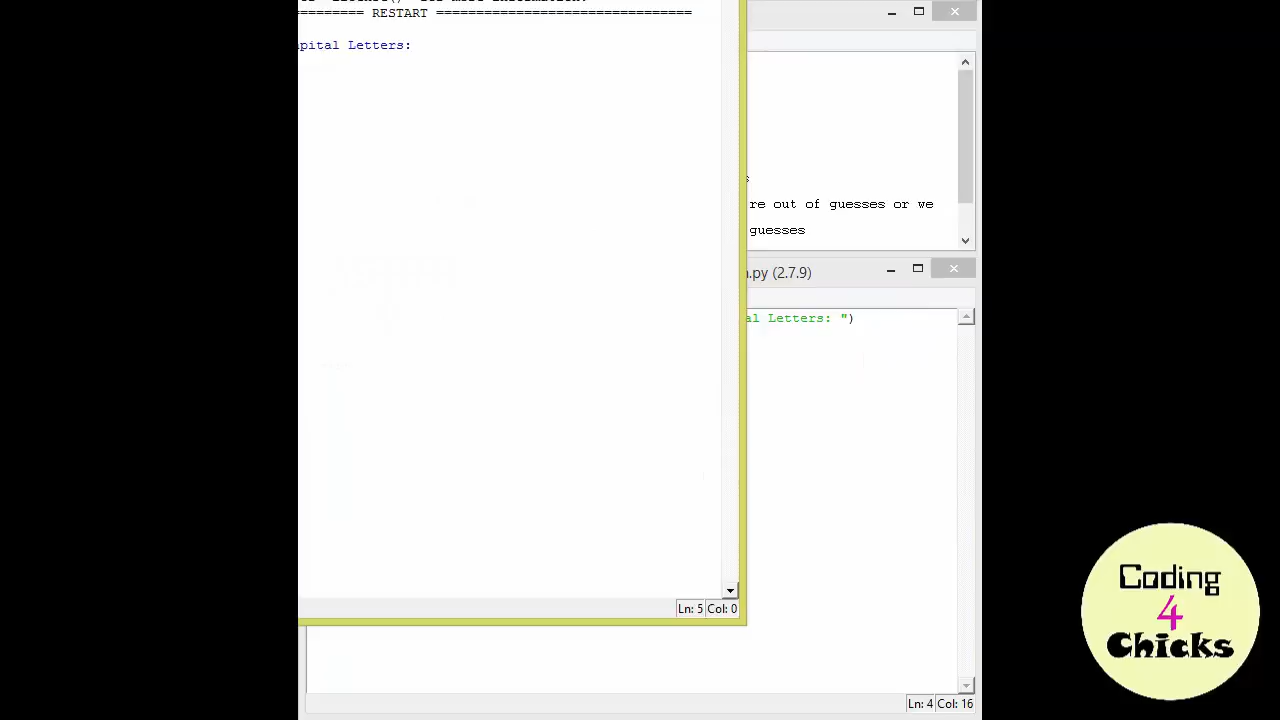 ======== RESTART ================================
pital Letters:
s
re out of guesses or we
guesses
.py (2.7.9)
al Letters: ")
Ln: 5 Col: 0
Ln: 4 Col: 16
Coding
4
Chicks